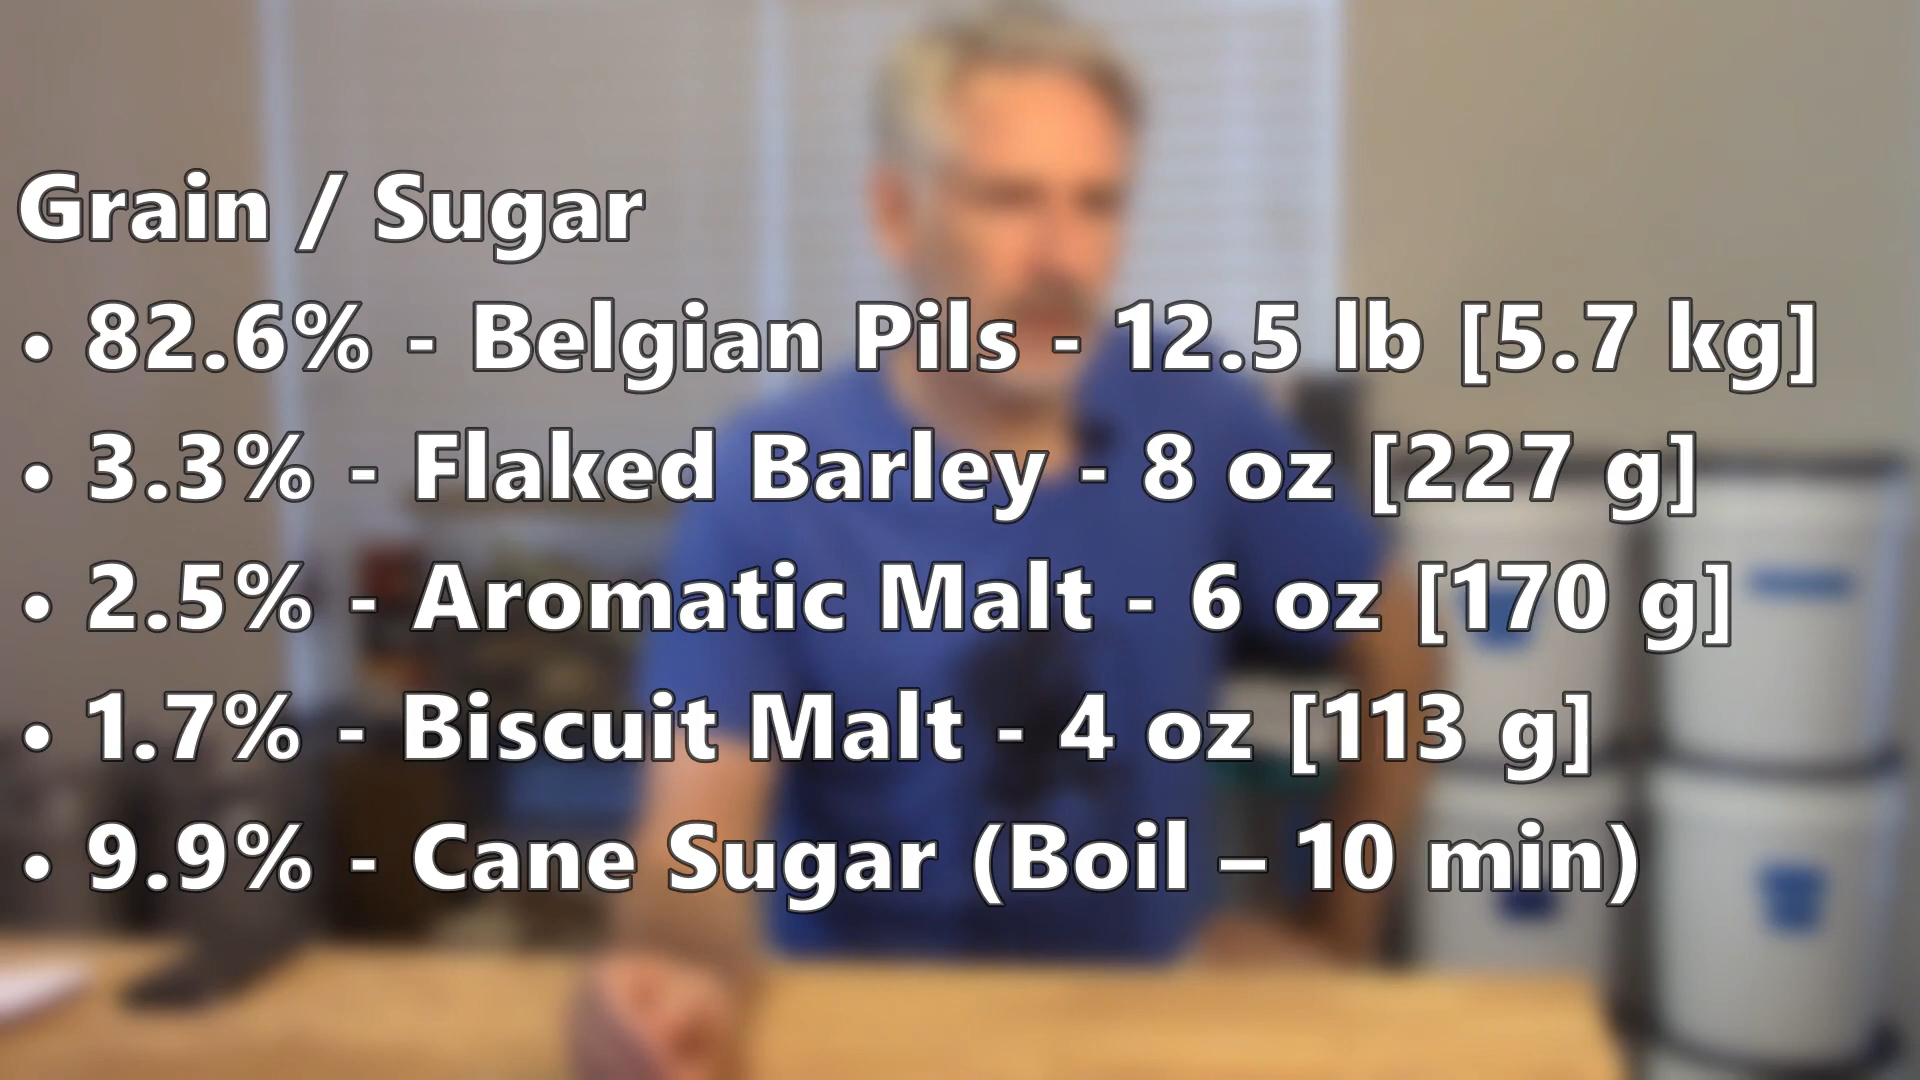 Grain / Sugar
• 82.6% - Belgian Pils - 12.5 lb [5.7 kg]
• 3.3% - Flaked Barley - 8 oz [227 g]
• 2.5% - Aromatic Malt - 6 oz [170 g]
• 1.7% - Biscuit Malt - 4 oz [113 g]
• 9.9% - Cane Sugar (Boil – 10 min)